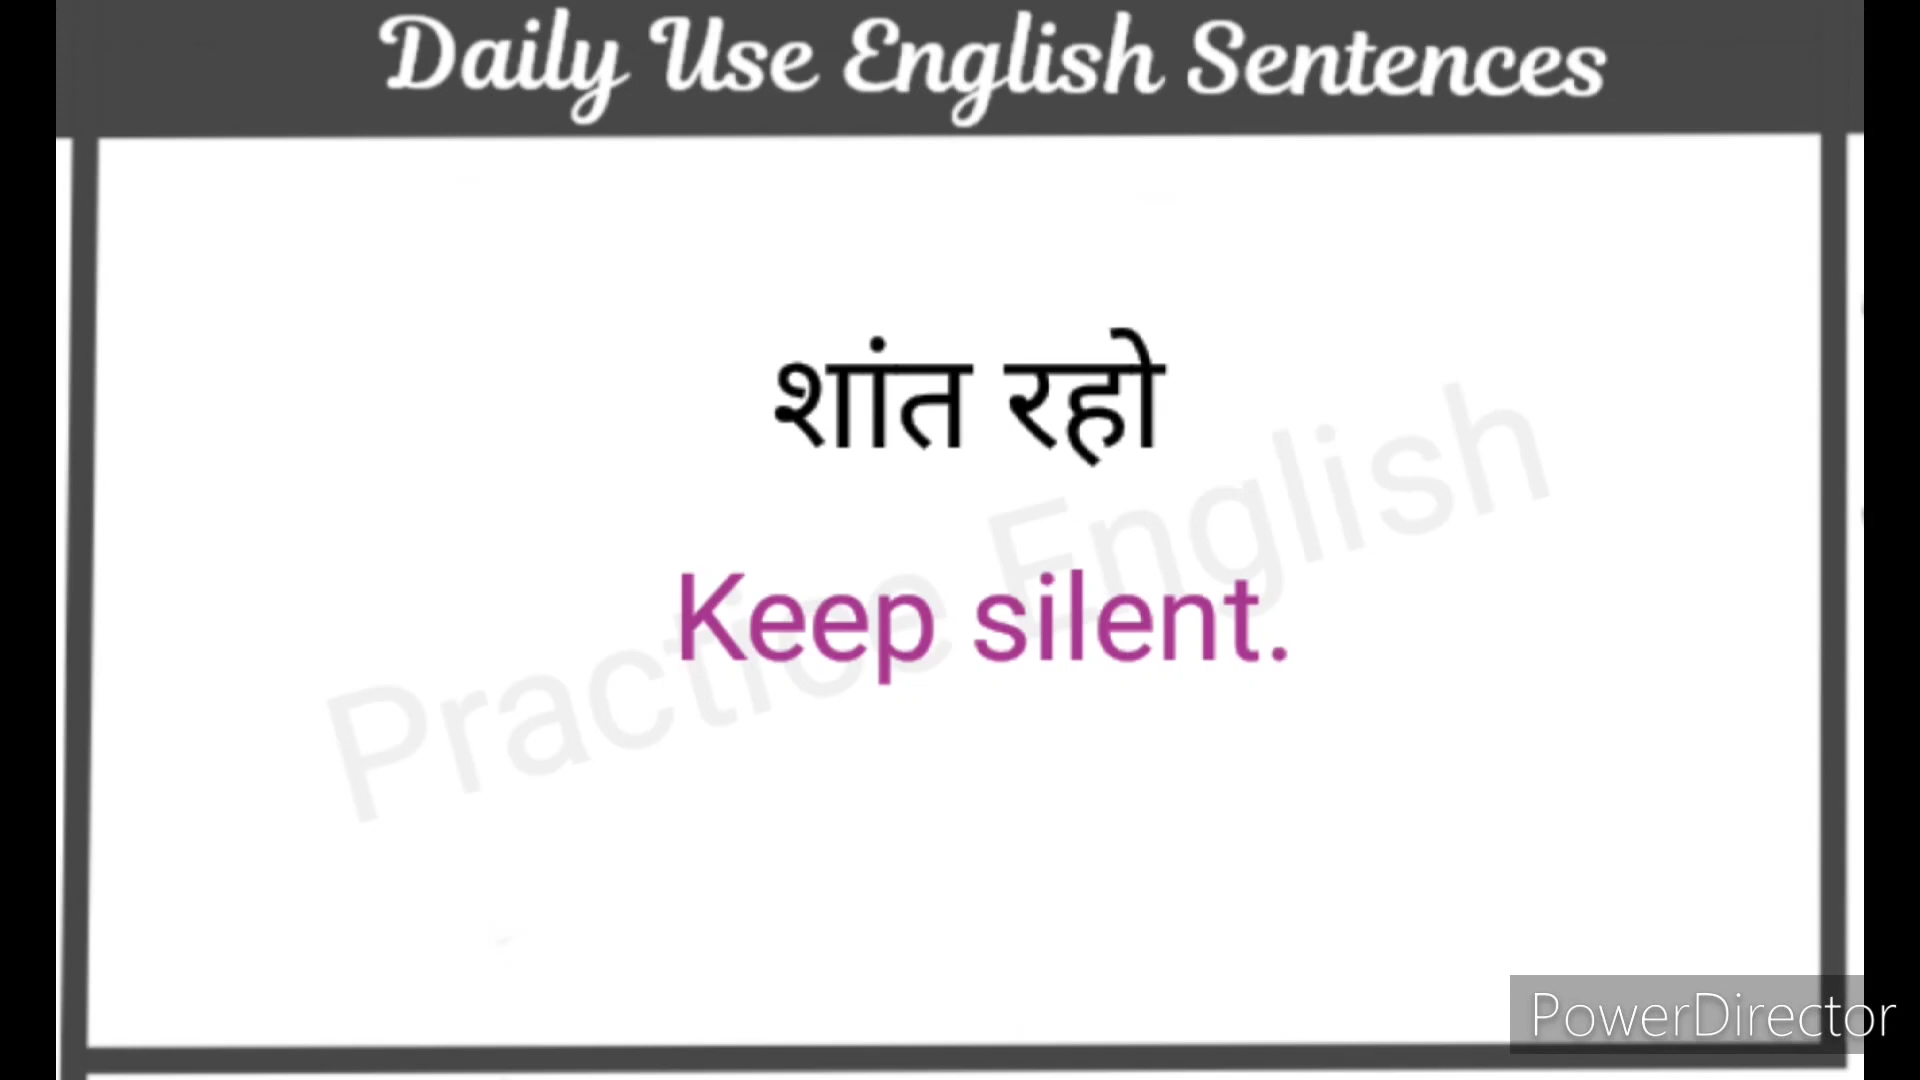 Daily Use English Sentences
शांत रहो
Keep silent.
Practice English
PowerDirector